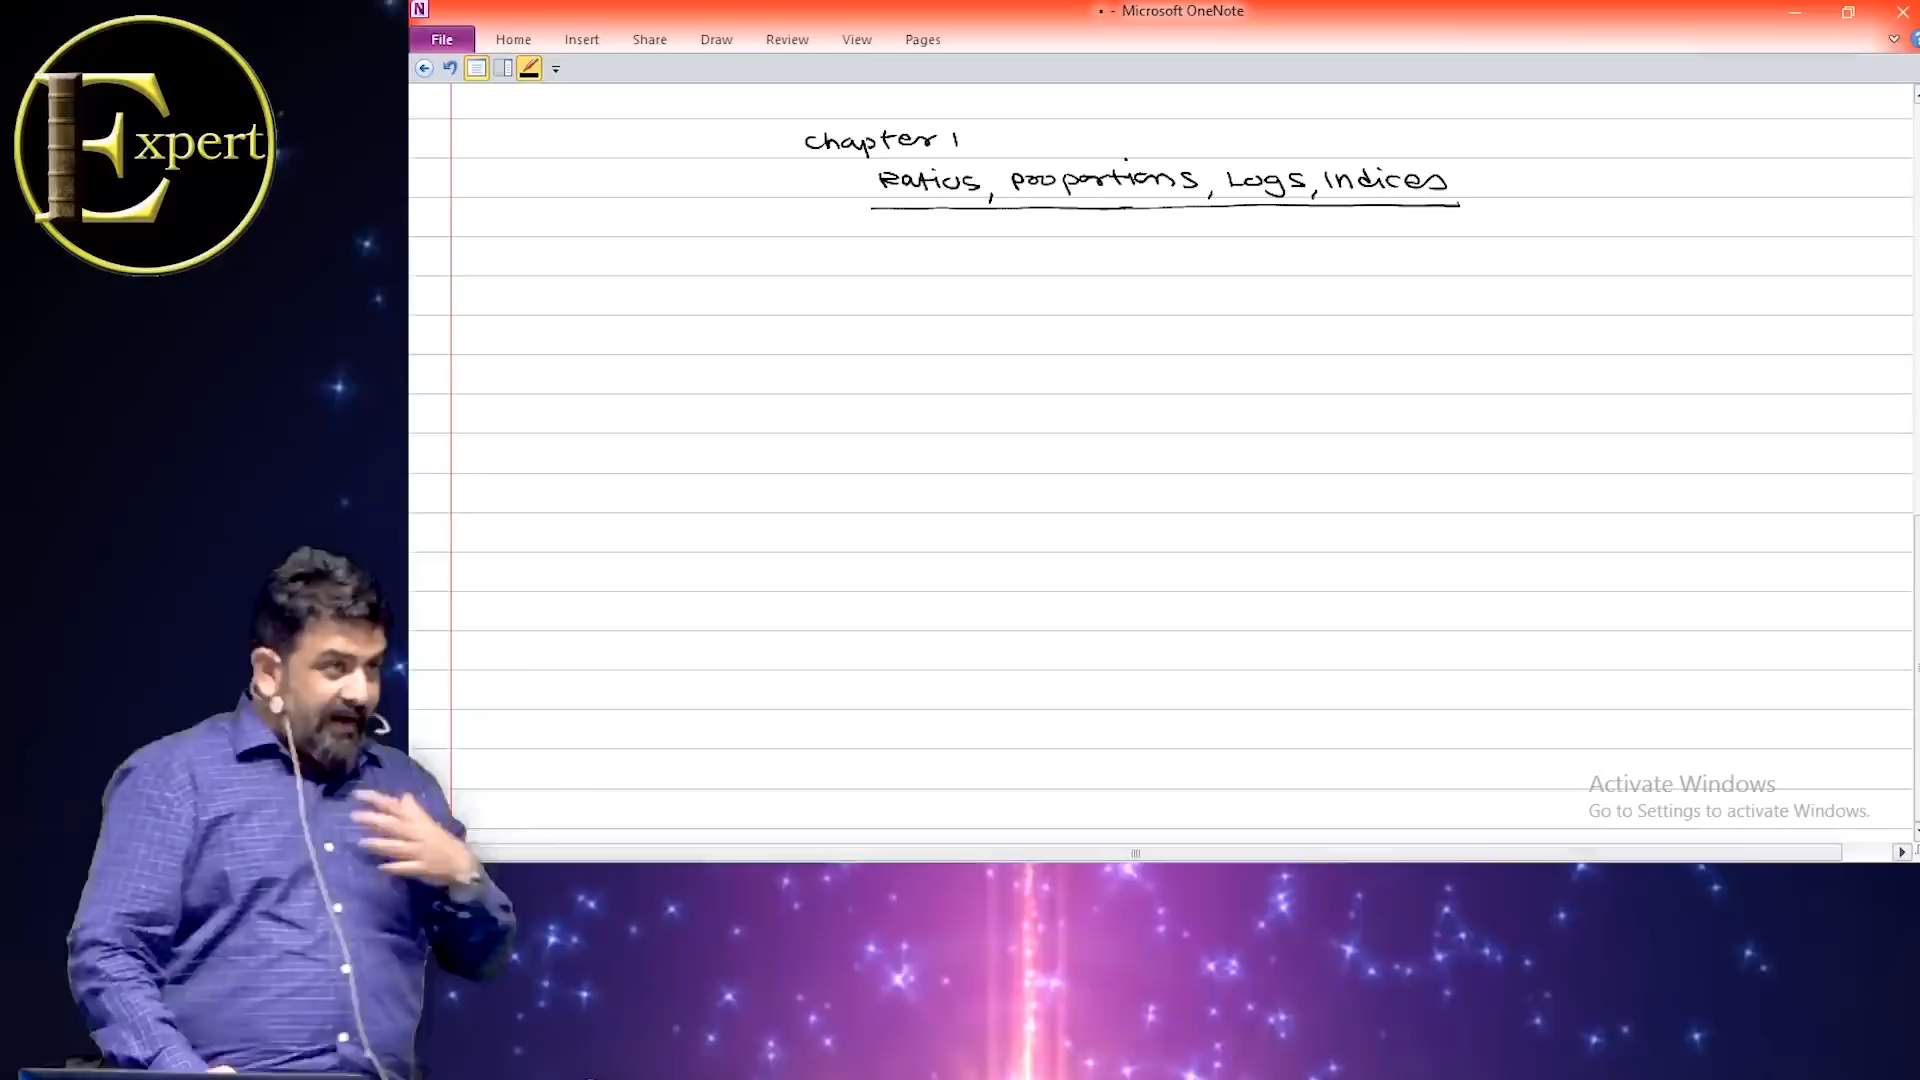 Expert
N
- Microsoft OneNote
File Home Insert Share Draw Review View Pages
Chapter 1
Ratios, Proportions, Logs, Indices
Activate Windows
Go to Settings to activate Windows.